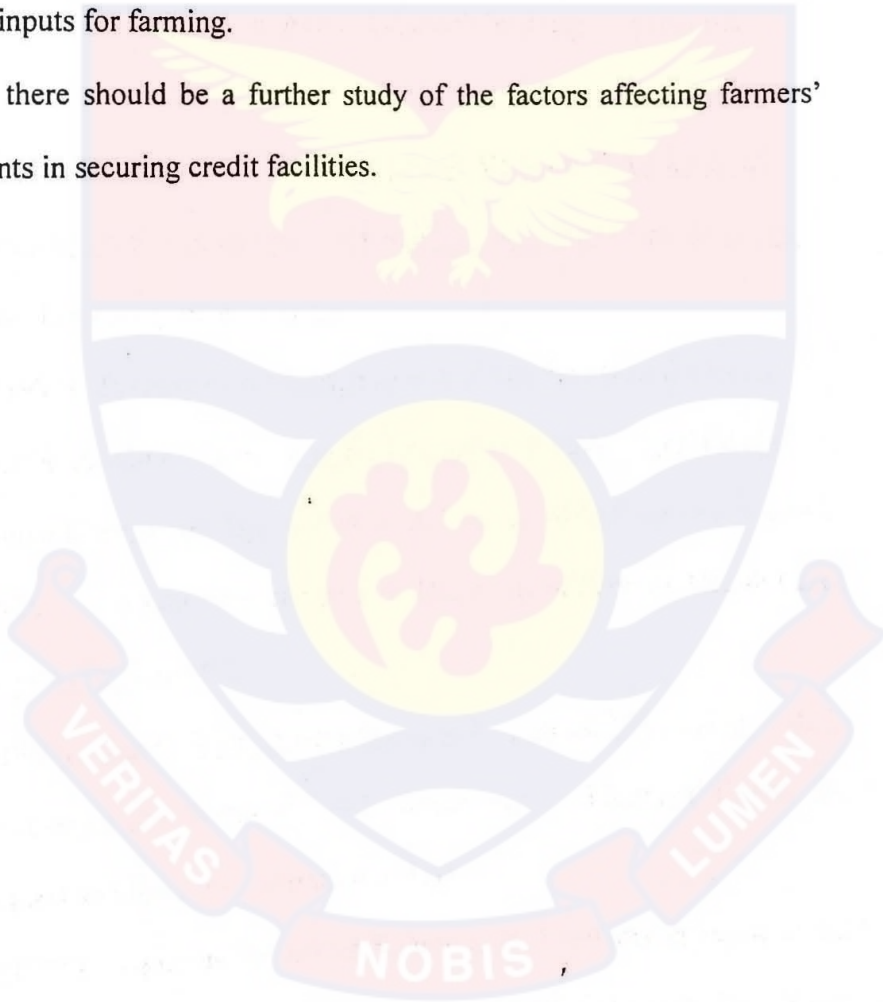 inputs for farming.
there should be a further study of the factors affecting farmers'
nts in securing credit facilities.
VERITAS
NOBIS
LUMEN